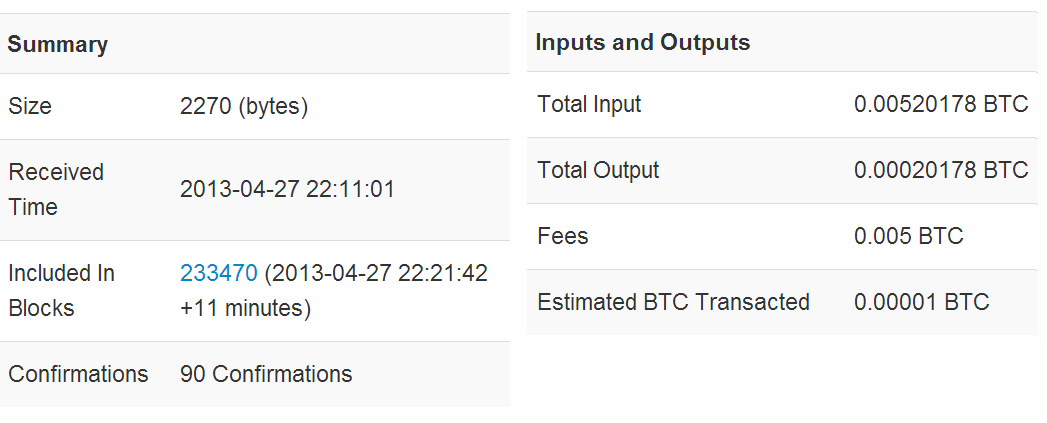 Summary
Size 2270 (bytes)
Received
Time 2013-04-27 22:11:01
Included In 233470 (2013-04-27 22:21:42
Blocks +11 minutes)
Confirmations 90 Confirmations
Inputs and Outputs
Total Input 0.00520178 BTC
Total Output 0.00020178 BTC
Fees 0.005 BTC
Estimated BTC Transacted 0.00001 BTC